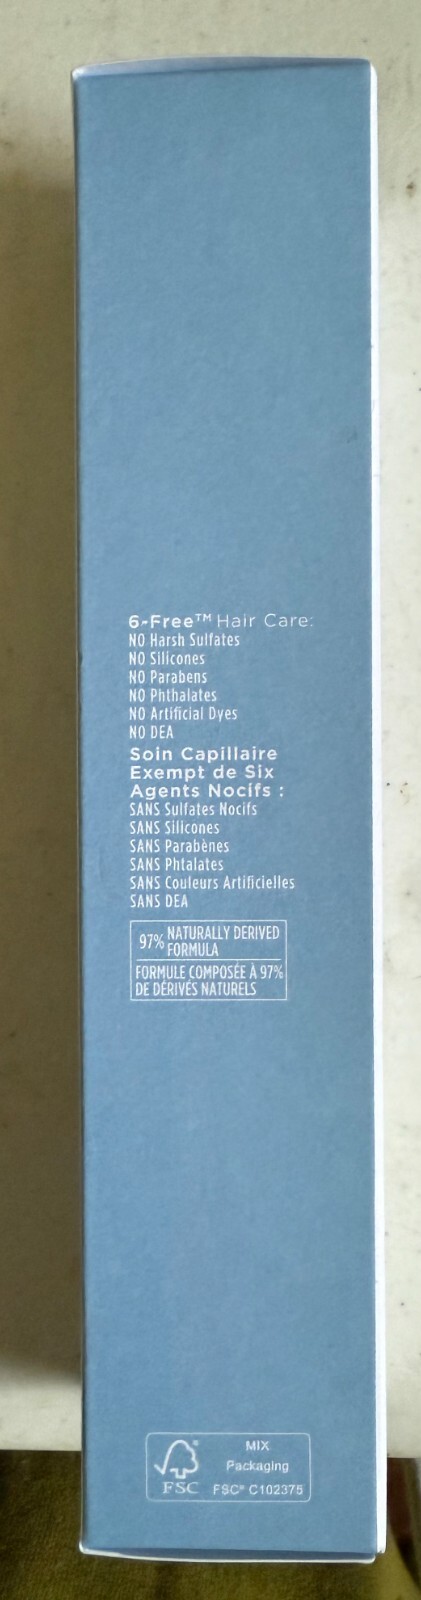 6-Free™ Hair Care:
NO Harsh Sulfates
NO Silicones
NO Parabens
NO Phthalates
NO Artificial Dyes
NO DEA
Soin Capillaire
Exempt de Six
Agents Nocifs :
SANS Sulfates Nocifs
SANS Silicones
SANS Parabènes
SANS Phtalates
SANS Couleurs Artificielles
SANS DEA
97% NATURALLY DERIVED
FORMULA
FORMULE COMPOSÉE À 97%
DE DÉRIVÉS NATURELS
MIX
Packaging
FSC® C102375
FSC